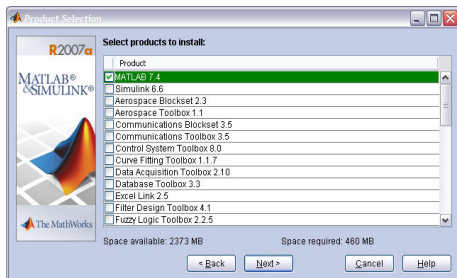 Product Selection
R2007a
MATLAB®
&SIMULINK®
The MathWorks
Select products to install:
Product
MATLAB 7.4
Simulink 6.6
Aerospace Blockset 2.3
Aerospace Toolbox 1.1
Communications Blockset 3.5
Communications Toolbox 3.5
Control System Toolbox 8.0
Curve Fitting Toolbox 1.1.7
Data Acquisition Toolbox 2.10
Database Toolbox 3.3
Excel Link 2.5
Filter Design Toolbox 4.1
Fuzzy Logic Toolbox 2.2.5
Space available: 2373 MB Space required: 460 MB
< Back Next > Cancel Help